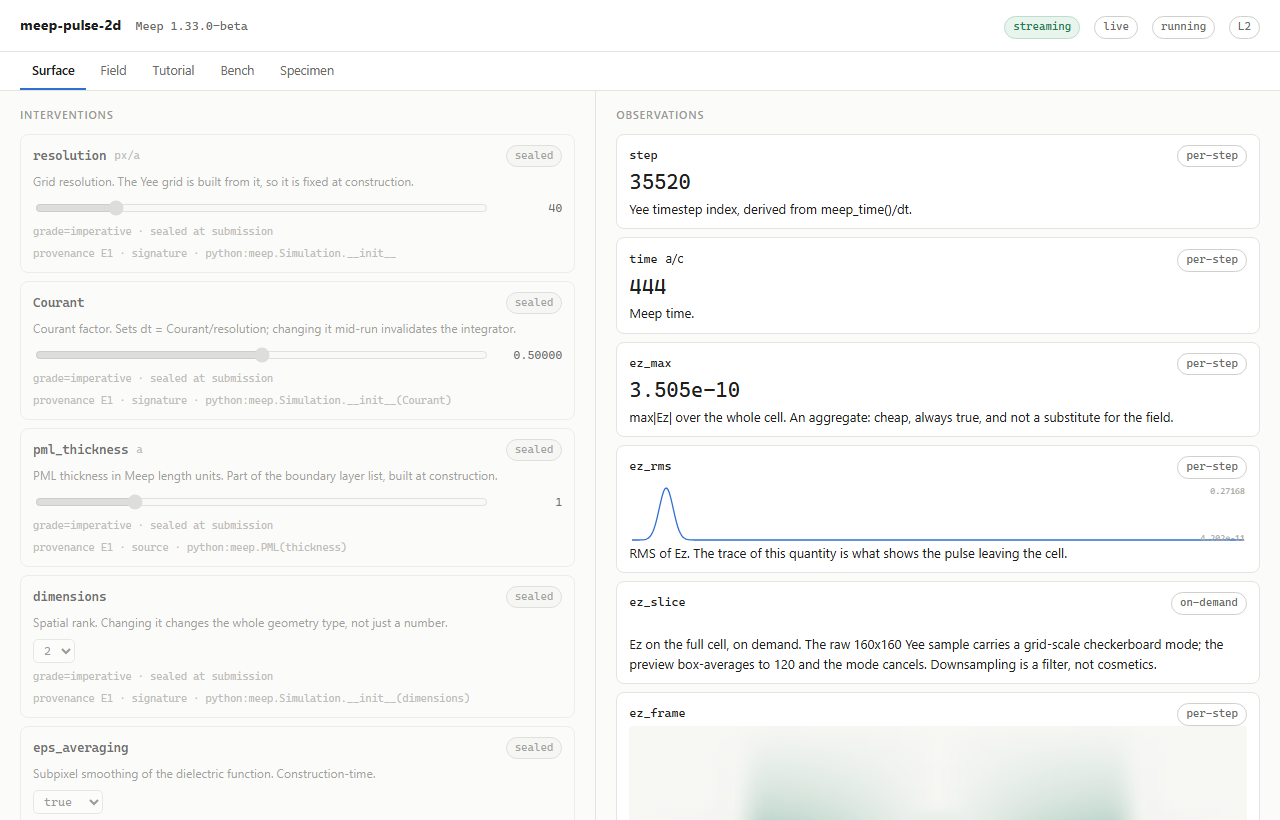 meep-pulse-2d Meep 1.33.0-beta streaming live running L2
Surface Field Tutorial Bench Specimen
INTERVENTIONS
resolution px/a sealed
Grid resolution. The Yee grid is built from it, so it is fixed at construction.
40
grade=imperative · sealed at submission
provenance E1 · signature · python:meep.Simulation.__init__
Courant sealed
Courant factor. Sets dt = Courant/resolution; changing it mid-run invalidates the integrator.
0.50000
grade=imperative · sealed at submission
provenance E1 · signature · python:meep.Simulation.__init__(Courant)
pml_thickness a sealed
PML thickness in Meep length units. Part of the boundary layer list, built at construction.
1
grade=imperative · sealed at submission
provenance E1 · source · python:meep.PML(thickness)
dimensions sealed
Spatial rank. Changing it changes the whole geometry type, not just a number.
2
grade=imperative · sealed at submission
provenance E1 · signature · python:meep.Simulation.__init__(dimensions)
eps_averaging sealed
Subpixel smoothing of the dielectric function. Construction-time.
true
OBSERVATIONS
step per-step
35520
Yee timestep index, derived from meep_time()/dt.
time a/c per-step
444
Meep time.
ez_max per-step
3.505e-10
max|Ez| over the whole cell. An aggregate: cheap, always true, and not a substitute for the field.
ez_rms per-step
0.27168
RMS of Ez. The trace of this quantity is what shows the pulse leaving the cell.
ez_slice on-demand
Ez on the full cell, on demand. The raw 160x160 Yee sample carries a grid-scale checkerboard mode; the
preview box-averages to 120 and the mode cancels. Downsampling is a filter, not cosmetics.
ez_frame per-step